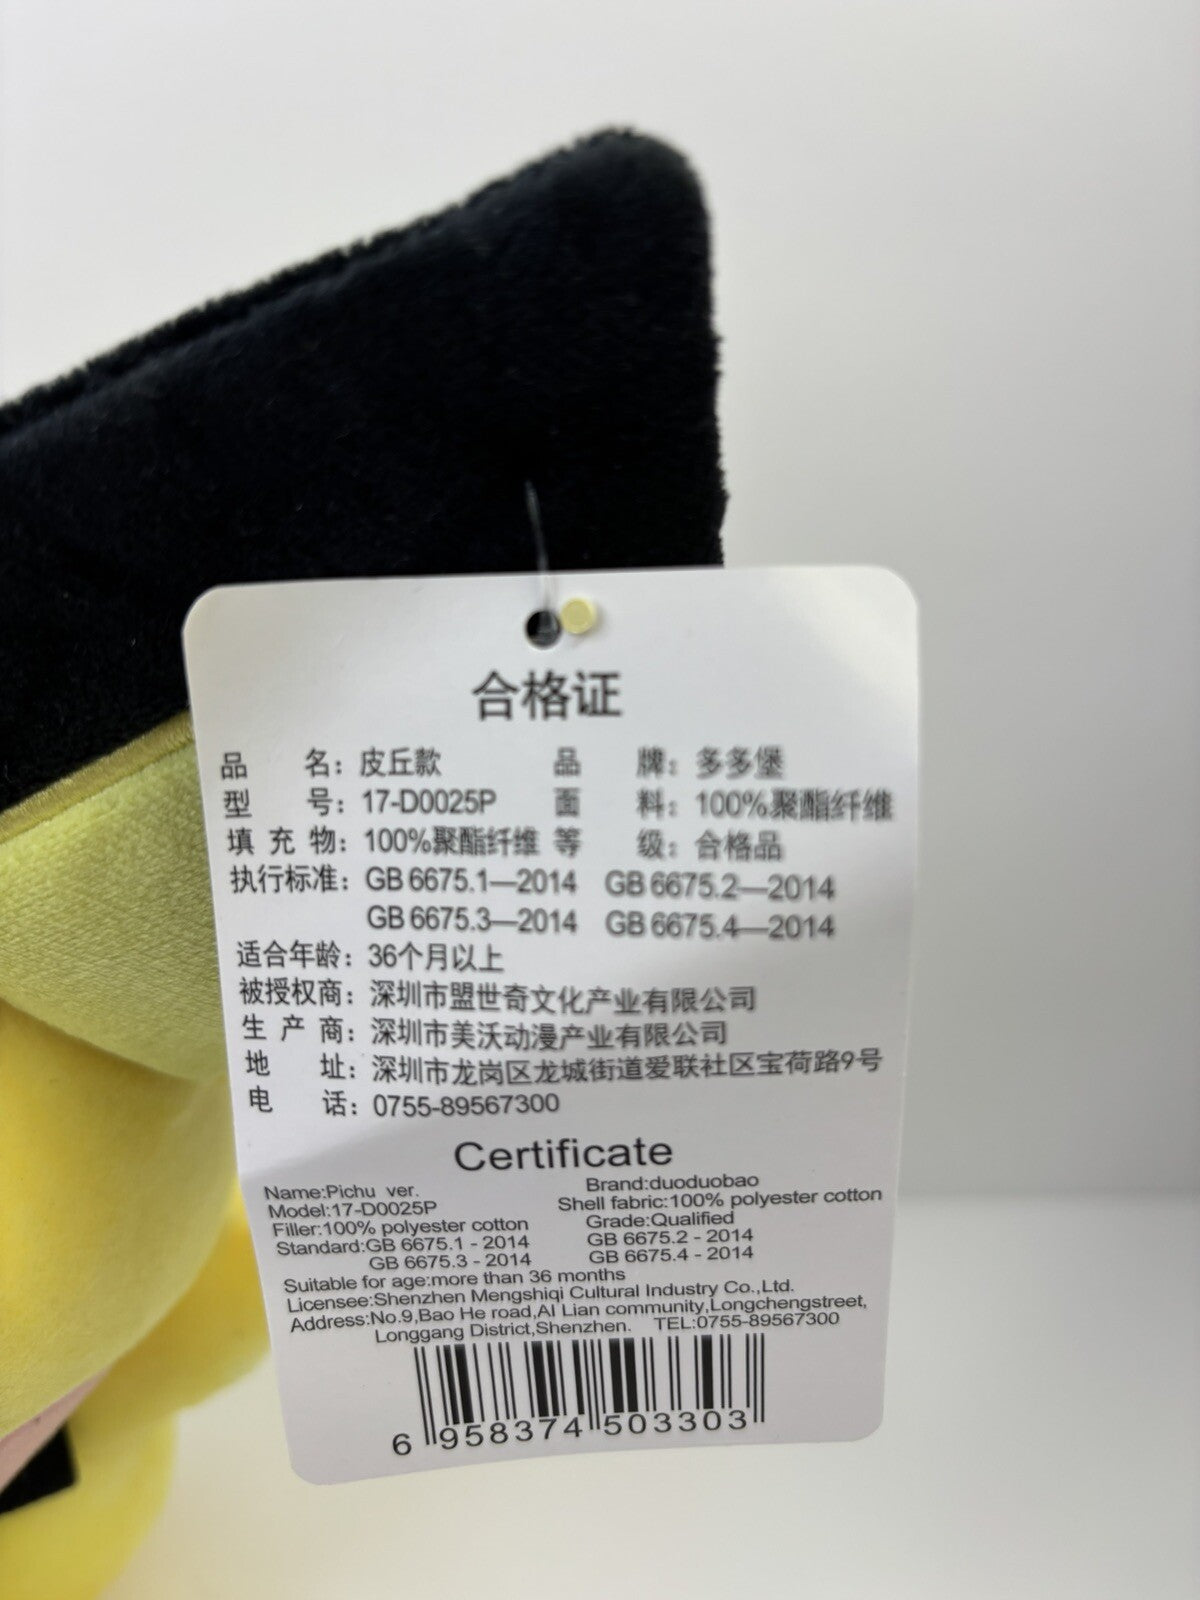 合格证
品 名：皮丘款 品 牌：多多堡
型 号：17-D0025P 面 料：100%聚酯纤维
填 充 物：100%聚酯纤维 等 级：合格品
执行标准：GB 6675.1—2014 GB 6675.2—2014
GB 6675.3—2014 GB 6675.4—2014
适合年龄：36个月以上
被授权商：深圳市盟世奇文化产业有限公司
生 产 商：深圳市美沃动漫产业有限公司
地 址：深圳市龙岗区龙城街道爱联社区宝荷路9号
电 话：0755-89567300
Certificate
Name:Pichu ver. Brand:duoduobao
Model:17-D0025P Shell fabric:100% polyester cotton
Filler:100% polyester cotton Grade:Qualified
Standard:GB 6675.1 - 2014 GB 6675.2 - 2014
GB 6675.3 - 2014 GB 6675.4 - 2014
Suitable for age:more than 36 months
Licensee:Shenzhen Mengshiqi Cultural Industry Co.,Ltd.
Address:No.9,Bao He road,AI Lian community,Longchengstreet,
Longgang District,Shenzhen. TEL:0755-89567300
6 958374 503303